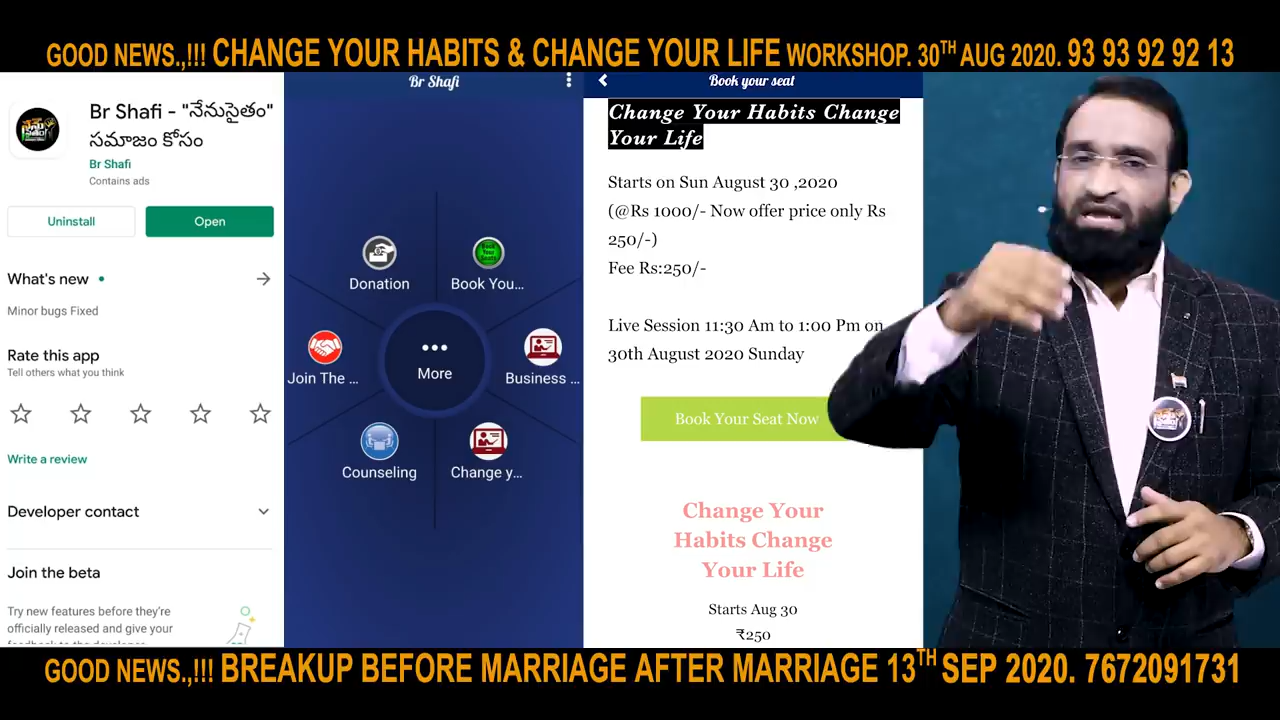 GOOD NEWS.,!!! CHANGE YOUR HABITS & CHANGE YOUR LIFE WORKSHOP. 30TH AUG 2020. 93 93 92 92 13
Br Shafi - "నేనుసైతం"
సమాజం కోసం
Br Shafi
Contains ads
Uninstall
Open
What's new
Minor bugs Fixed
Rate this app
Tell others what you think
Write a review
Developer contact
Join the beta
Try new features before they're
officially released and give your
Br Shafi
Donation
Book You...
Join The ...
More
Business ...
Counseling
Change y...
Book your seat
Change Your Habits Change
Your Life
Starts on Sun August 30 ,2020
(@Rs 1000/- Now offer price only Rs
250/-)
Fee Rs:250/-
Live Session 11:30 Am to 1:00 Pm on
30th August 2020 Sunday
Book Your Seat Now
Change Your
Habits Change
Your Life
Starts Aug 30
₹250
GOOD NEWS.,!!! BREAKUP BEFORE MARRIAGE AFTER MARRIAGE 13TH SEP 2020. 7672091731